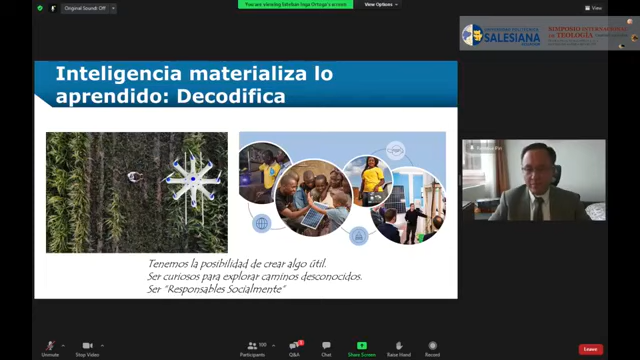 Original Sound: Off
You are viewing Esteban Inga Ortega's screen
View Options
View
SALESIANA
SIMPOSIO INTERNACIONAL
DE TEOLOGÍA
Inteligencia materializa lo
aprendido: Decodifica
Tenemos la posibilidad de crear algo útil.
Ser curiosos para explorar caminos desconocidos.
Ser "Responsables Socialmente"
Unmute
Stop Video
100
Participants
Q&A
Chat
Share Screen
Raise Hand
Record
Leave